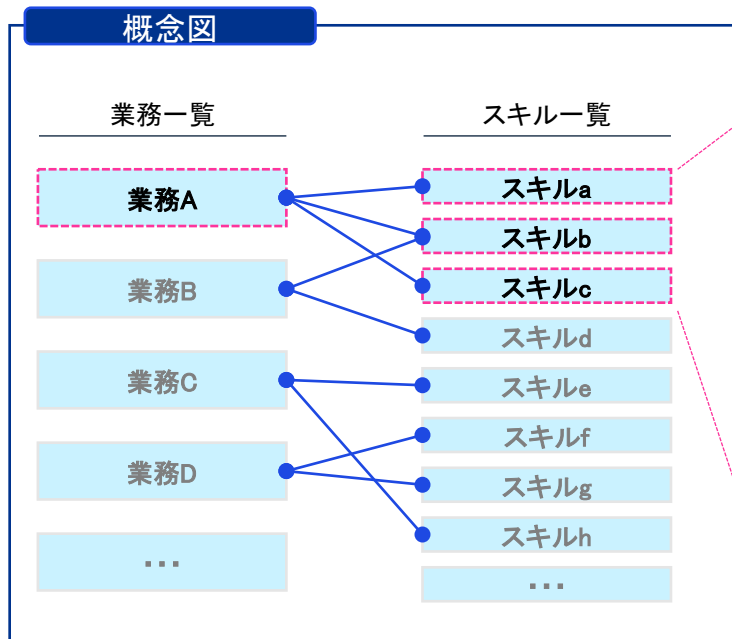 概念図
業務一覧
スキル一覧
業務A
業務B
業務C
業務D
・・・
スキルa
スキルb
スキルc
スキルd
スキルe
スキルf
スキルg
スキルh
・・・